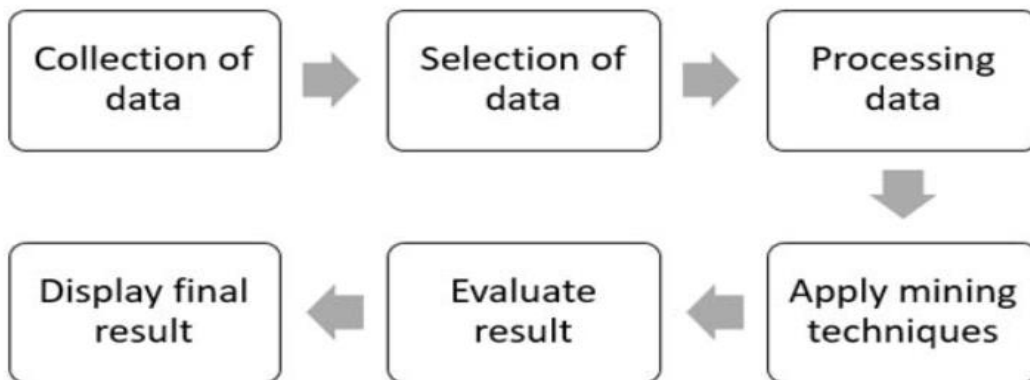 Collection of
data
Selection of
data
Processing
data
Apply mining
techniques
Evaluate
result
Display final
result